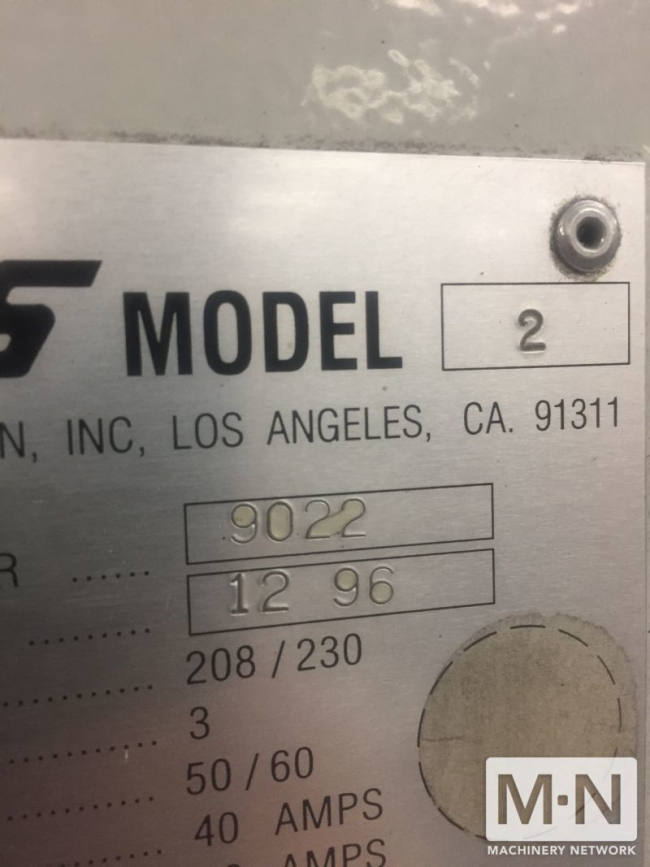 S MODEL 2
N, INC, LOS ANGELES, CA. 91311
R ...... 9022
......... 12 96
208 / 230
3
50 / 60
40 AMPS
AMPS
M·N
MACHINERY NETWORK